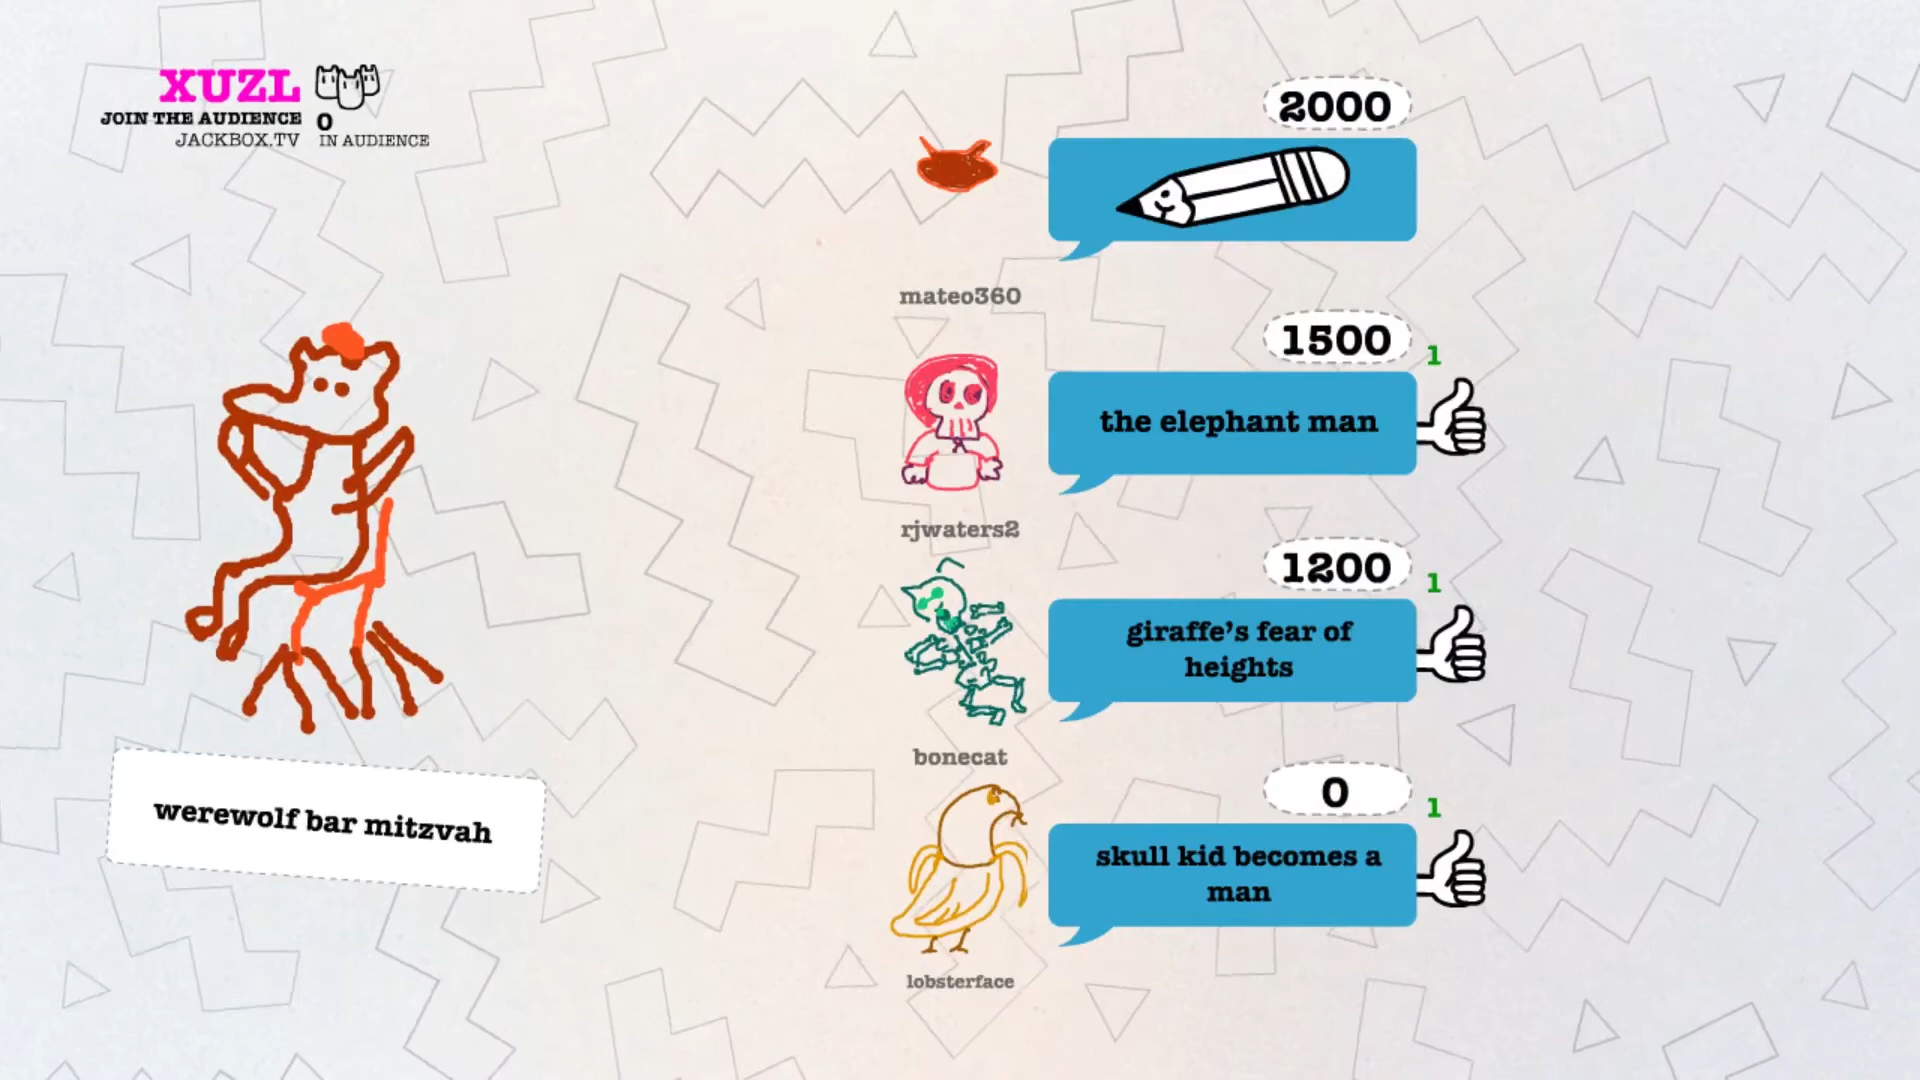 XUZL
JOIN THE AUDIENCE
JACKBOX.TV
0
IN AUDIENCE
2000
mateo360
1500
1
the elephant man
rjwaters2
1200
1
giraffe's fear of
heights
bonecat
0
1
skull kid becomes a
man
lobsterface
werewolf bar mitzvah